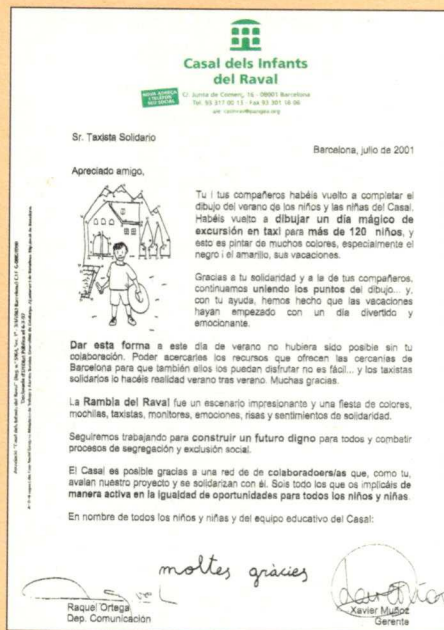 Casal dels Infants
del Raval
NOVA ADREÇA
I TELÈFON
SEU SOCIAL
C/ Junta de Comerç, 16 - 08001 Barcelona
Tel. 93 317 00 13 - Fax 93 301 16 06
Sr. Taxista Solidario
Barcelona, julio de 2001
Apreciado amigo,
Tu i tus compañeros habéis vuelto a completar el
dibujo del verano de los niños y las niñas del Casal.
Habéis vuelto a dibujar un día mágico de
excursión en taxi para más de 120 niños, y
esto es pintar de muchos colores, especialmente el
negro i el amarillo, sus vacaciones.
Gracias a tu solidaridad y a la de tus compañeros,
continuamos uniendo los puntos del dibujo... y,
con tu ayuda, hemos hecho que las vacaciones
hayan empezado con un día divertido y
emocionante.
Dar esta forma a este día de verano no hubiera sido posible sin tu
colaboración. Poder acercarles los recursos que ofrecen las cercanías de
Barcelona para que también ellos los puedan disfrutar no es fácil... y los taxistas
solidarios lo hacéis realidad verano tras verano. Muchas gracias.
La Rambla del Raval fue un escenario impresionante y una fiesta de colores,
mochilas, taxistas, monitores, emociones, risas y sentimientos de solidaridad.
Seguiremos trabajando para construir un futuro digno para todos y combatir
procesos de segregación y exclusión social.
El Casal es posible gracias a una red de de colaboradoers/as que, como tu,
avalan nuestro proyecto y se solidarizan con él. Sois todo los que os implicáis de
manera activa en la igualdad de oportunidades para todos los niños y niñas.
En nombre de todos los niños y niñas y del equipo educativo del Casal:
moltes gràcies
Raquel Ortega
Dep. Comunicación
Xavier Muñoz
Gerente